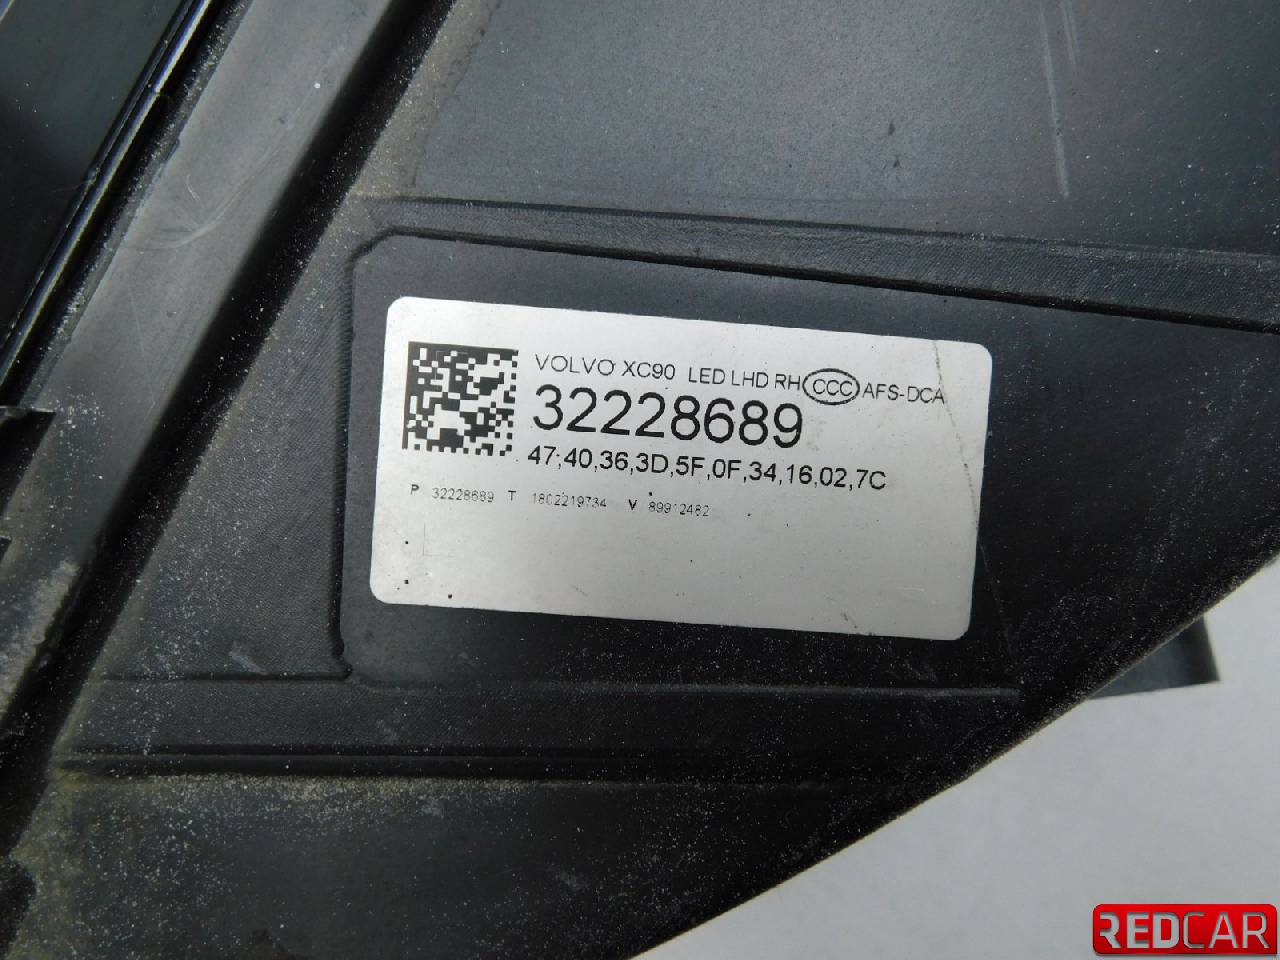 VOLVO XC90 LED LHD RH CCC AFS-DCA
32228689
47,40,36,3D,5F,0F,34,16,02,7C
P 32228689 T 1802219734 V 89912482
REDCAR